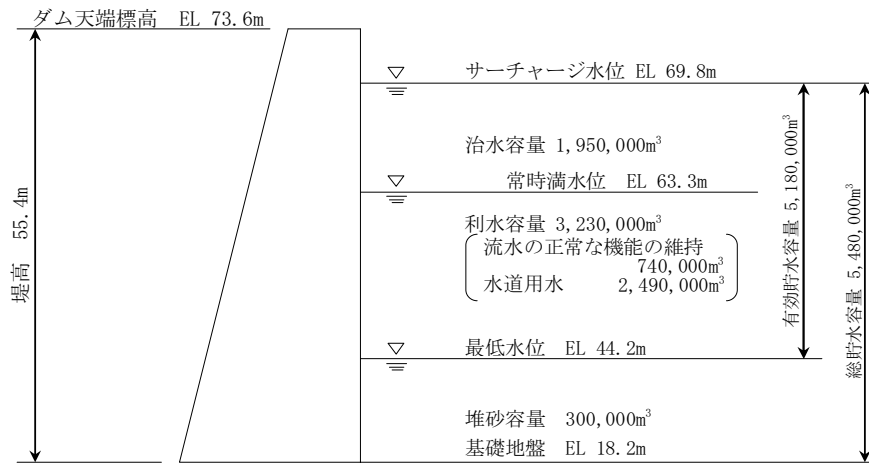 ダム天端標高 EL 73.6m
サーチャージ水位 EL 69.8m
治水容量 1,950,000m³
常時満水位 EL 63.3m
利水容量 3,230,000m³
流水の正常な機能の維持
740,000m³
水道用水 2,490,000m³
最低水位 EL 44.2m
堆砂容量 300,000m³
基礎地盤 EL 18.2m
堤高 55.4m
有効貯水容量 5,180,000m³
総貯水容量 5,480,000m³